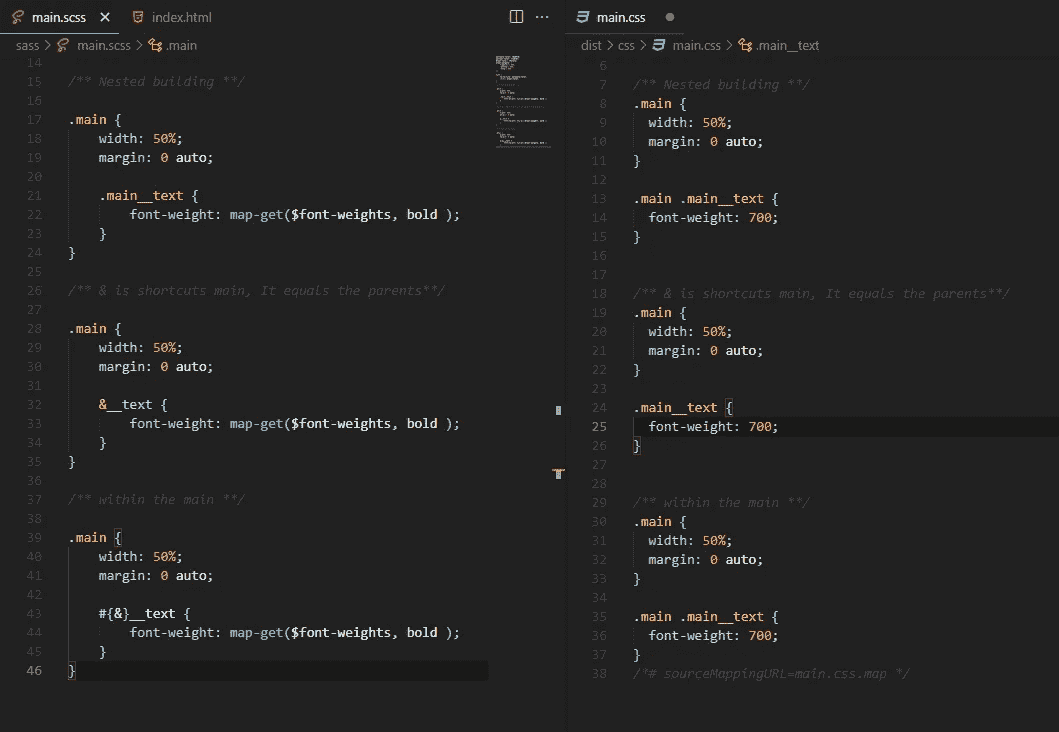 main.scss
index.html
sass > main.scss > .main
14
15 /** Nested building **/
16
17 .main {
18 width: 50%;
19 margin: 0 auto;
20
21 .main__text {
22 font-weight: map-get($font-weights, bold );
23 }
24 }
25
26 /** & is shortcuts main, It equals the parents**/
27
28 .main {
29 width: 50%;
30 margin: 0 auto;
31
32 &__text {
33 font-weight: map-get($font-weights, bold );
34 }
35 }
36
37 /** within the main **/
38
39 .main {
40 width: 50%;
41 margin: 0 auto;
42
43 #{&}__text {
44 font-weight: map-get($font-weights, bold );
45 }
46 }
main.css
dist > css > main.css > .main__text
6
7 /** Nested building **/
8 .main {
9 width: 50%;
10 margin: 0 auto;
11 }
12
13 .main .main__text {
14 font-weight: 700;
15 }
16
17
18 /** & is shortcuts main, It equals the parents**/
19 .main {
20 width: 50%;
21 margin: 0 auto;
22 }
23
24 .main__text {
25 font-weight: 700;
26 }
27
28
29 /** within the main **/
30 .main {
31 width: 50%;
32 margin: 0 auto;
33 }
34
35 .main .main__text {
36 font-weight: 700;
37 }
38 /*# sourceMappingURL=main.css.map */